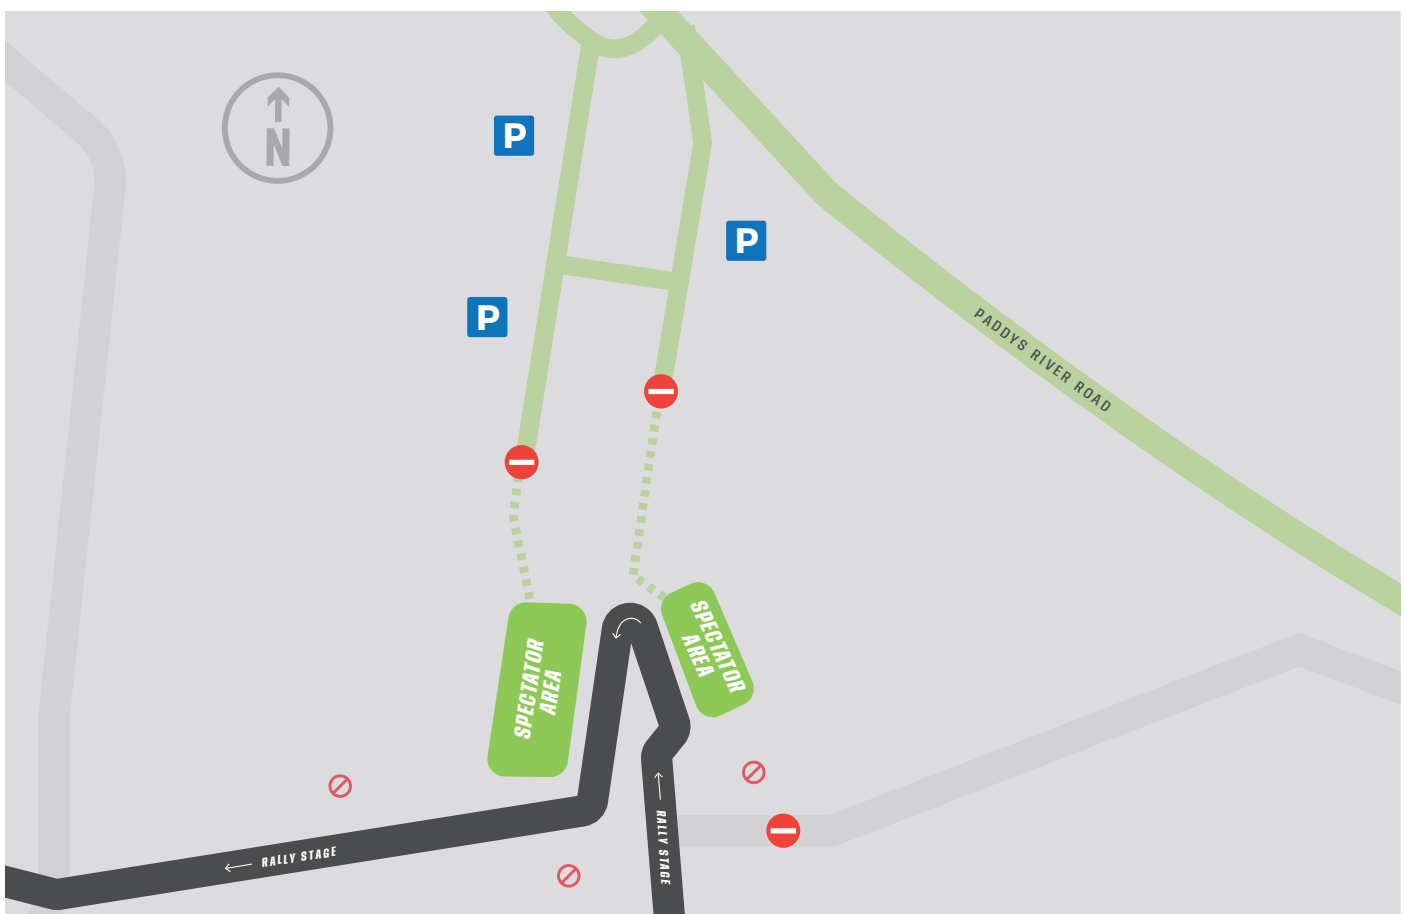 N
P
P
P
PADDYS RIVER ROAD
SPECTATOR
AREA
SPECTATOR
AREA
RALLY STAGE
RALLY STAGE